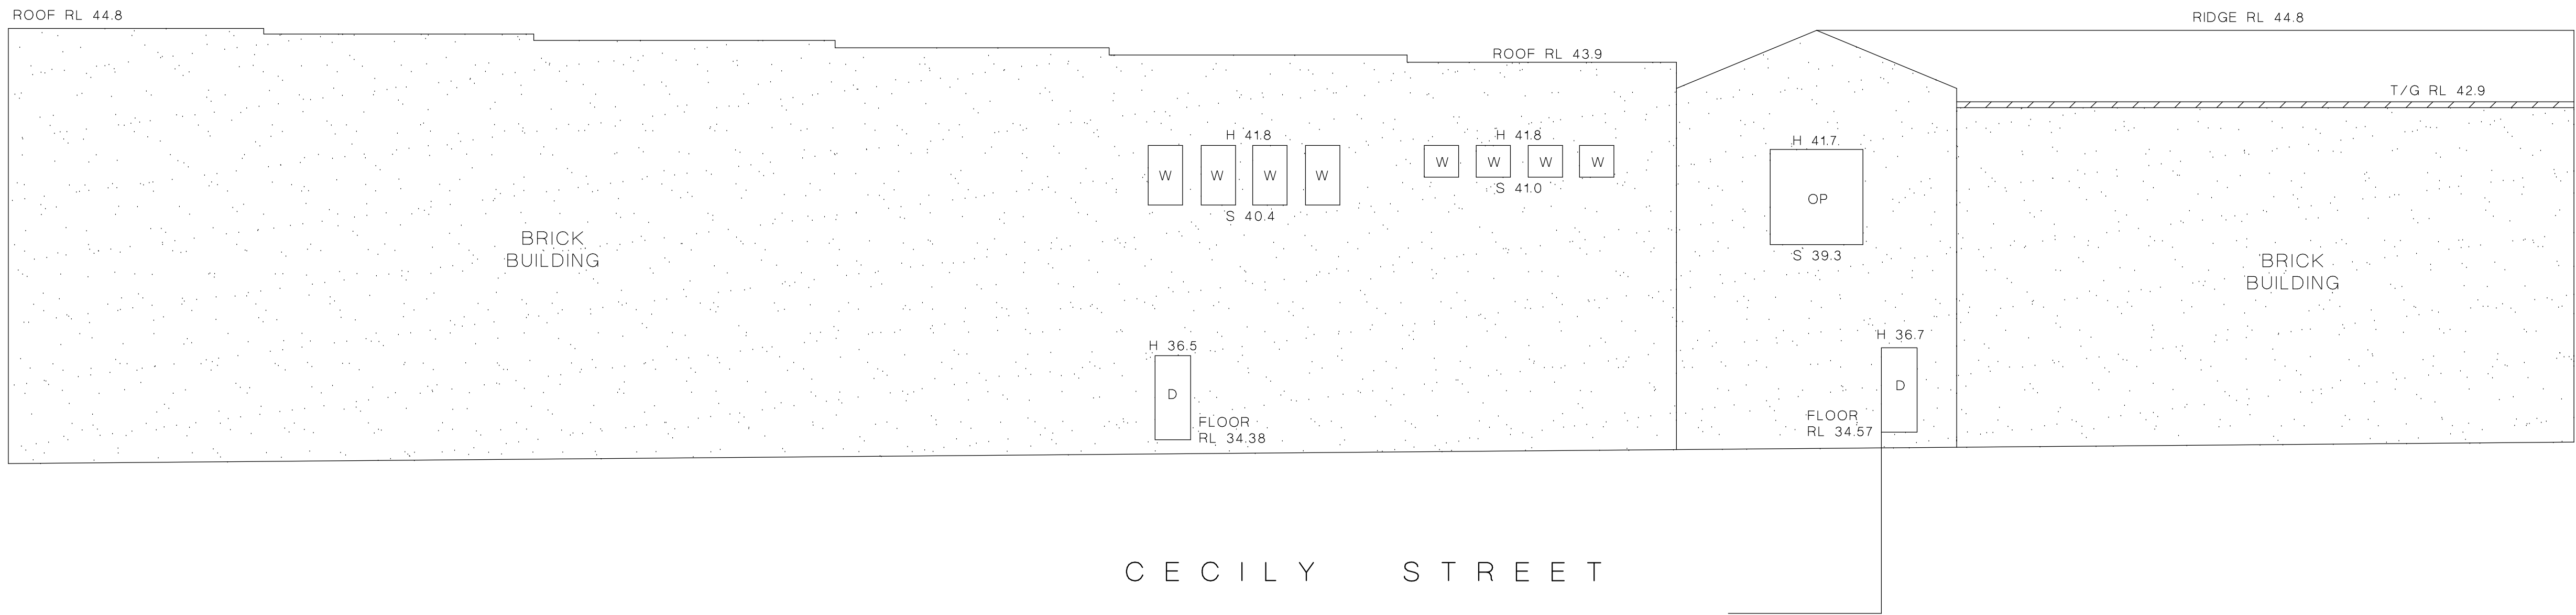 ROOF RL 44.8
RIDGE RL 44.8
ROOF RL 43.9
T/G RL 42.9
H 41.8
H 41.8
H 41.7
W
W
W
W
W
W
W
W
S 41.0
S 40.4
OP
S 39.3
BRICK
BUILDING
BRICK
BUILDING
H 36.5
D
FLOOR
RL 34.38
H 36.7
D
FLOOR
RL 34.57
CECILY STREET